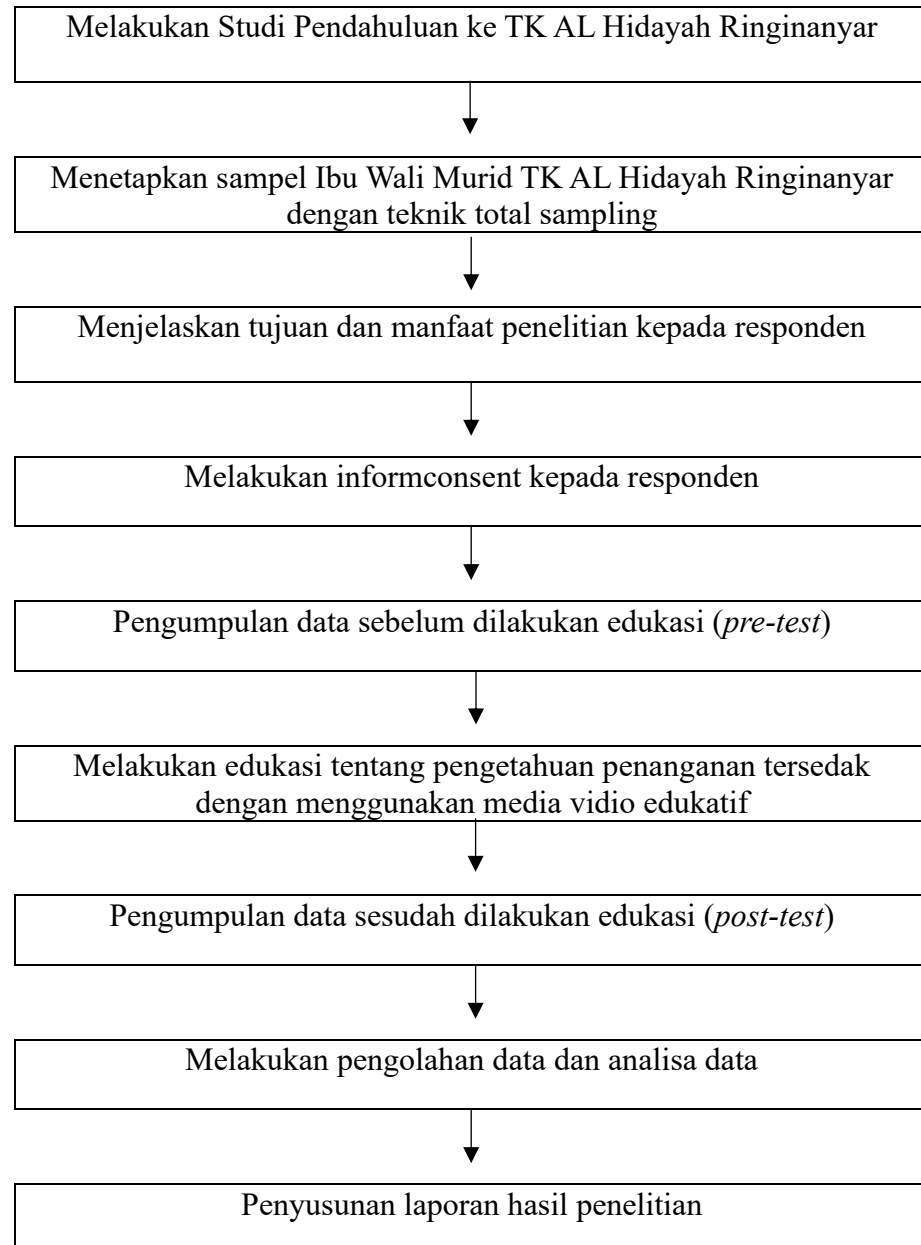 Melakukan Studi Pendahuluan ke TK AL Hidayah Ringinanyar
Menetapkan sampel Ibu Wali Murid TK AL Hidayah Ringinanyar
dengan teknik total sampling
Menjelaskan tujuan dan manfaat penelitian kepada responden
Melakukan informconsent kepada responden
Pengumpulan data sebelum dilakukan edukasi (pre-test)
Melakukan edukasi tentang pengetahuan penanganan tersedak
dengan menggunakan media vidio edukatif
Pengumpulan data sesudah dilakukan edukasi (post-test)
Melakukan pengolahan data dan analisa data
Penyusunan laporan hasil penelitian